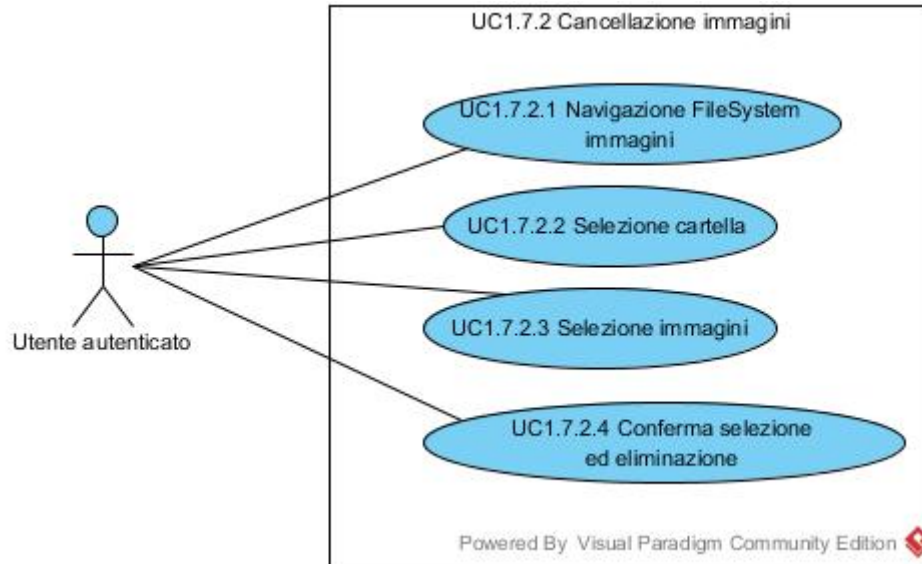 UC1.7.2 Cancellazione immagini
UC1.7.2.1 Navigazione FileSystem
immagini
UC1.7.2.2 Selezione cartella
UC1.7.2.3 Selezione immagini
Utente autenticato
UC1.7.2.4 Conferma selezione
ed eliminazione
Powered By Visual Paradigm Community Edition